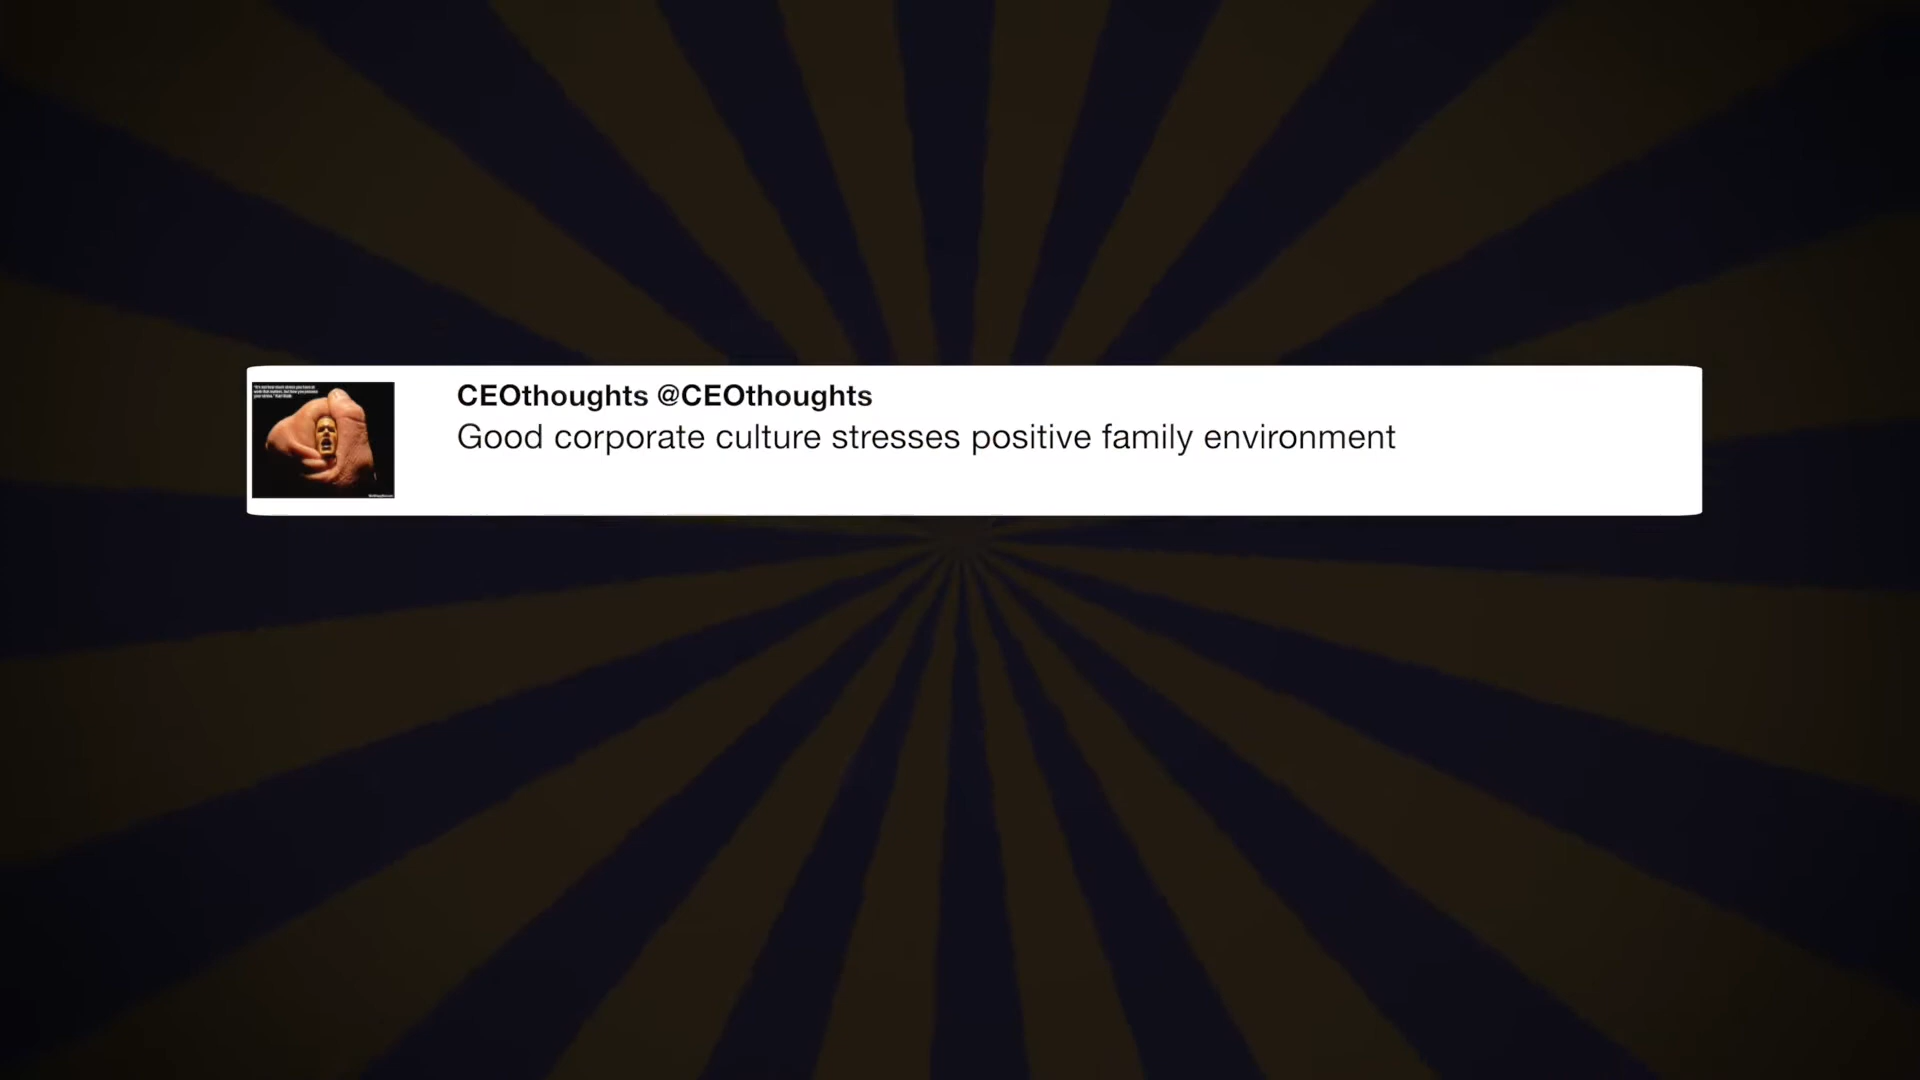 CEOthoughts @CEOthoughts
Good corporate culture stresses positive family environment